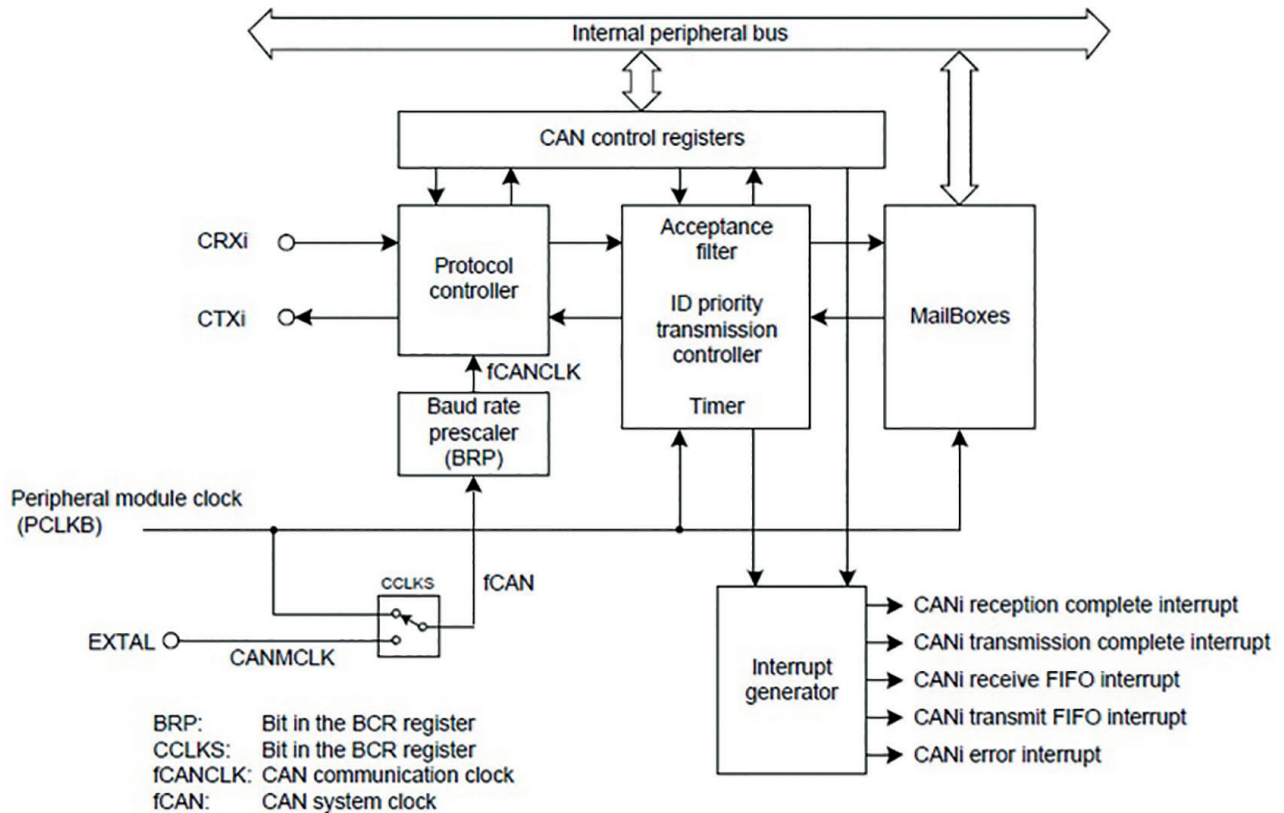 Internal peripheral bus
CAN control registers
CRXi
CTXi
Protocol
controller
Acceptance
filter
ID priority
transmission
controller
Timer
MailBoxes
fCANCLK
Baud rate
prescaler
(BRP)
Peripheral module clock
(PCLKB)
CCLKS
fCAN
EXTAL
CANMCLK
Interrupt
generator
CANi reception complete interrupt
CANi transmission complete interrupt
CANi receive FIFO interrupt
CANi transmit FIFO interrupt
CANi error interrupt
BRP: Bit in the BCR register
CCLKS: Bit in the BCR register
fCANCLK: CAN communication clock
fCAN: CAN system clock